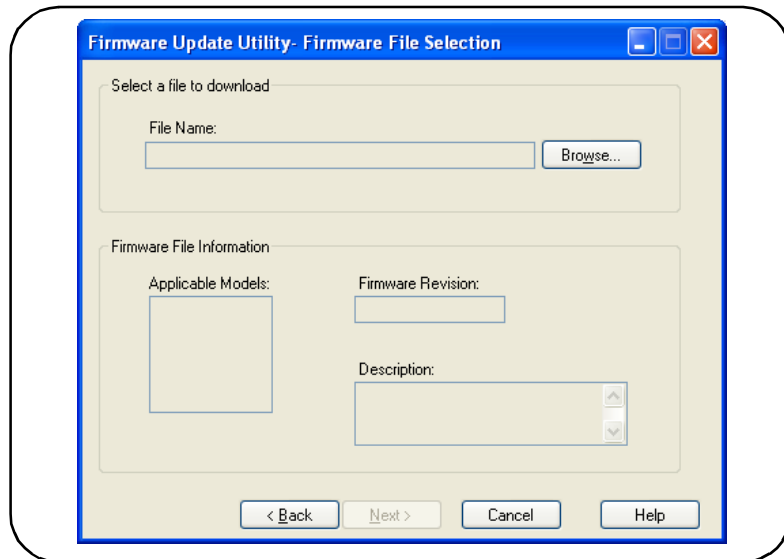 Firmware Update Utility- Firmware File Selection
Select a file to download
File Name:
Browse...
Firmware File Information
Applicable Models:
Firmware Revision:
Description:
< Back
Next >
Cancel
Help